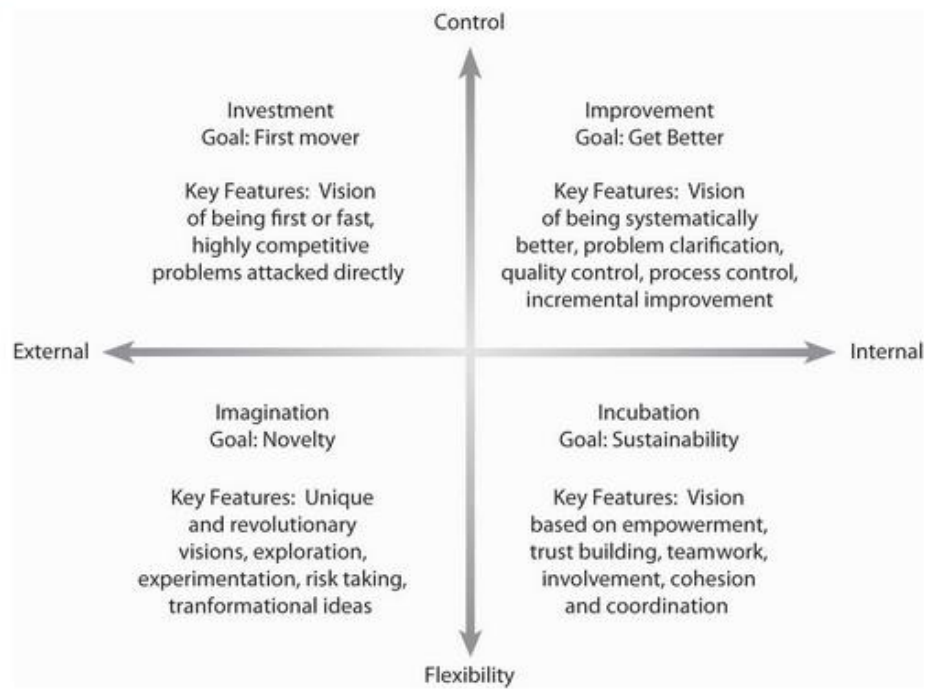 Control
Investment
Goal: First mover
Key Features:  Vision
of being first or fast,
highly competitive
problems attacked directly
Improvement
Goal: Get Better
Key Features:  Vision
of being systematically
better, problem clarification,
quality control, process control,
incremental improvement
External
Internal
Imagination
Goal: Novelty
Key Features:  Unique
and revolutionary
visions, exploration,
experimentation, risk taking,
tranformational ideas
Incubation
Goal: Sustainability
Key Features:  Vision
based on empowerment,
trust building, teamwork,
involvement, cohesion
and coordination
Flexibility